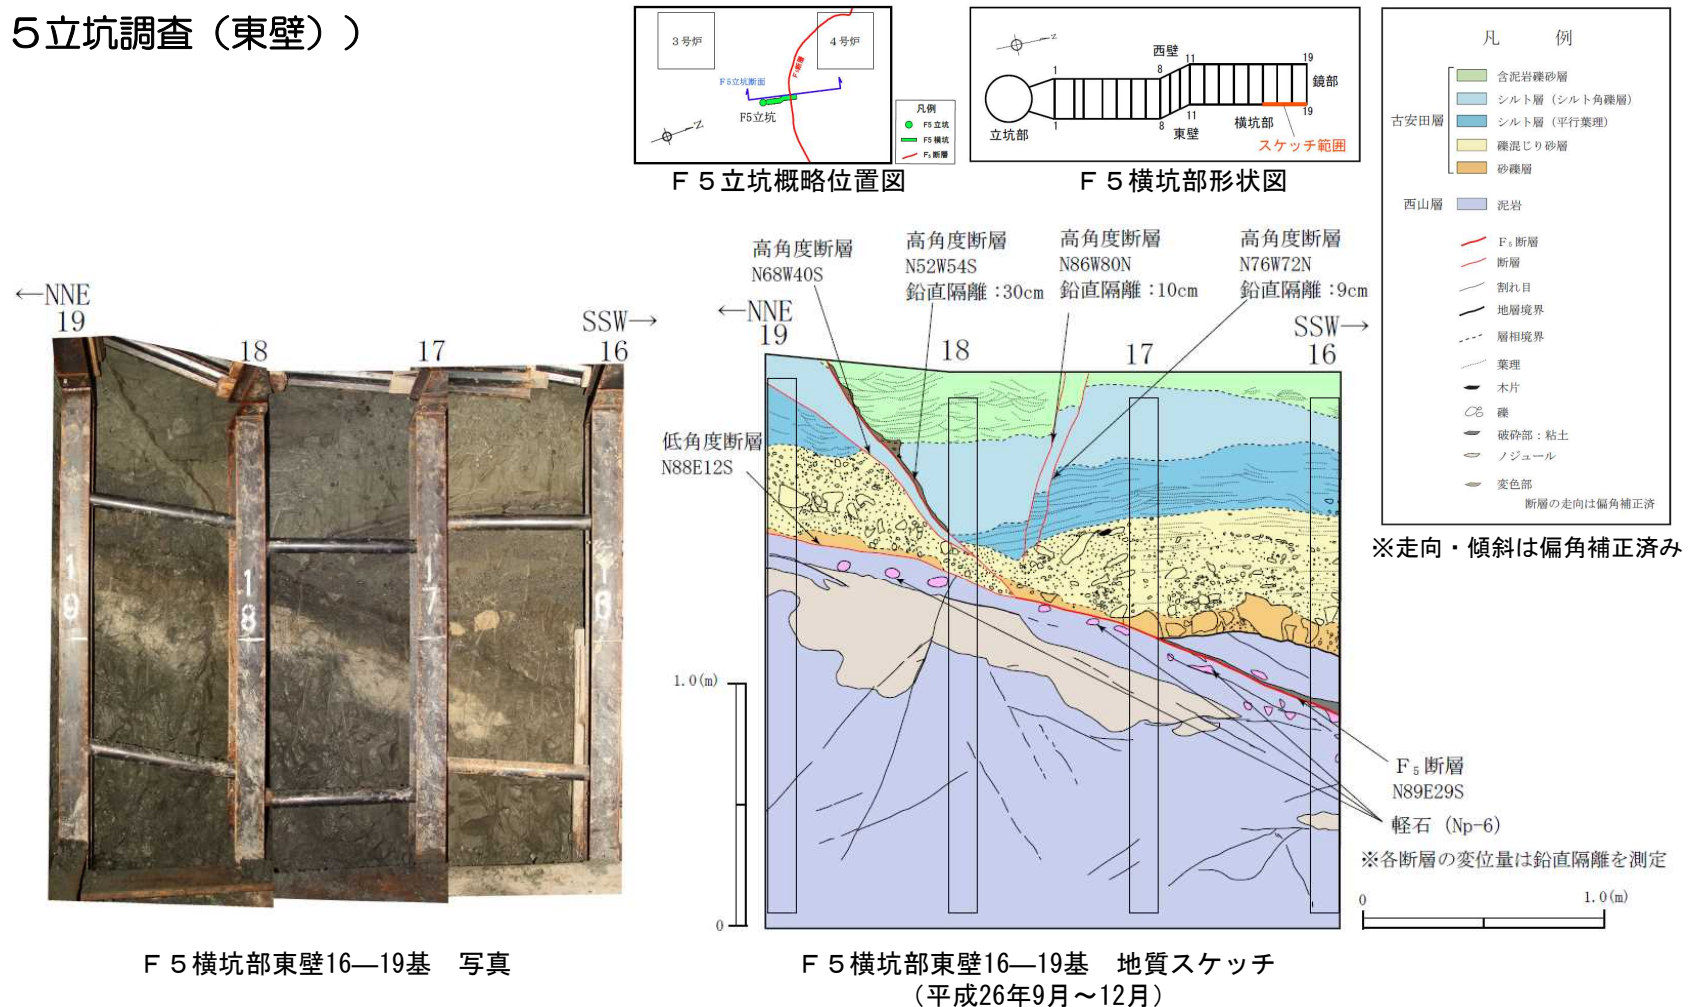 ５立坑調査（東壁））
３号炉
４号炉
F₅断層
F5立坑断面
F5立坑
N
凡例
F5 立坑
F5 横坑
F₅ 断層
Ｆ５立坑概略位置図
N
西壁
1
8
11
19
鏡部
1
8
11
19
立坑部
東壁
横坑部
スケッチ範囲
Ｆ５横坑部形状図
凡　例
古安田層
含泥岩礫砂層
シルト層（シルト角礫層）
シルト層（平行葉理）
礫混じり砂層
砂礫層
西山層
泥岩
F₅断層
断層
割れ目
地層境界
層相境界
葉理
木片
礫
破砕部：粘土
ノジュール
変色部
断層の走向は偏角補正済
※走向・傾斜は偏角補正済み
←NNE
19
18
17
SSW→
16
19
18
17
16
Ｆ５横坑部東壁16―19基　写真
高角度断層
N68W40S
高角度断層
N52W54S
鉛直隔離：30cm
高角度断層
N86W80N
鉛直隔離：10cm
高角度断層
N76W72N
鉛直隔離：9cm
←NNE
19
18
17
SSW→
16
低角度断層
N88E12S
1.0(m)
0
F₅断層
N89E29S
軽石（Np-6）
※各断層の変位量は鉛直隔離を測定
0
1.0(m)
Ｆ５横坑部東壁16―19基　地質スケッチ
（平成26年9月～12月）